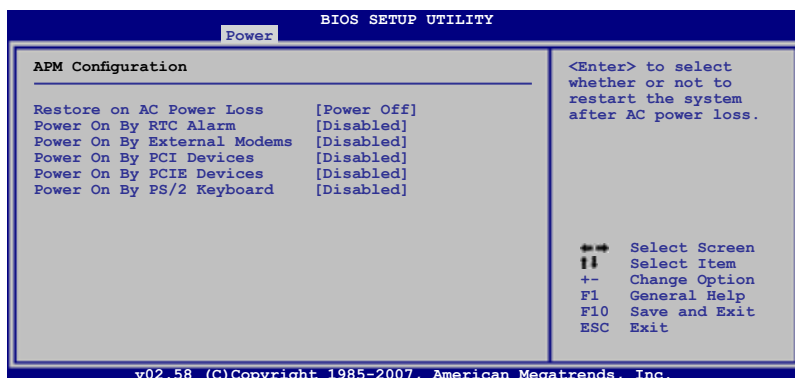 BIOS SETUP UTILITY
Power
APM Configuration
Restore on AC Power Loss [Power Off]
Power On By RTC Alarm [Disabled]
Power On By External Modems [Disabled]
Power On By PCI Devices [Disabled]
Power On By PCIE Devices [Disabled]
Power On By PS/2 Keyboard [Disabled]
<Enter> to select
whether or not to
restart the system
after AC power loss.
←→ Select Screen
↑↓ Select Item
+- Change Option
F1 General Help
F10 Save and Exit
ESC Exit
v02.58 (C)Copyright 1985-2007, American Megatrends, Inc.